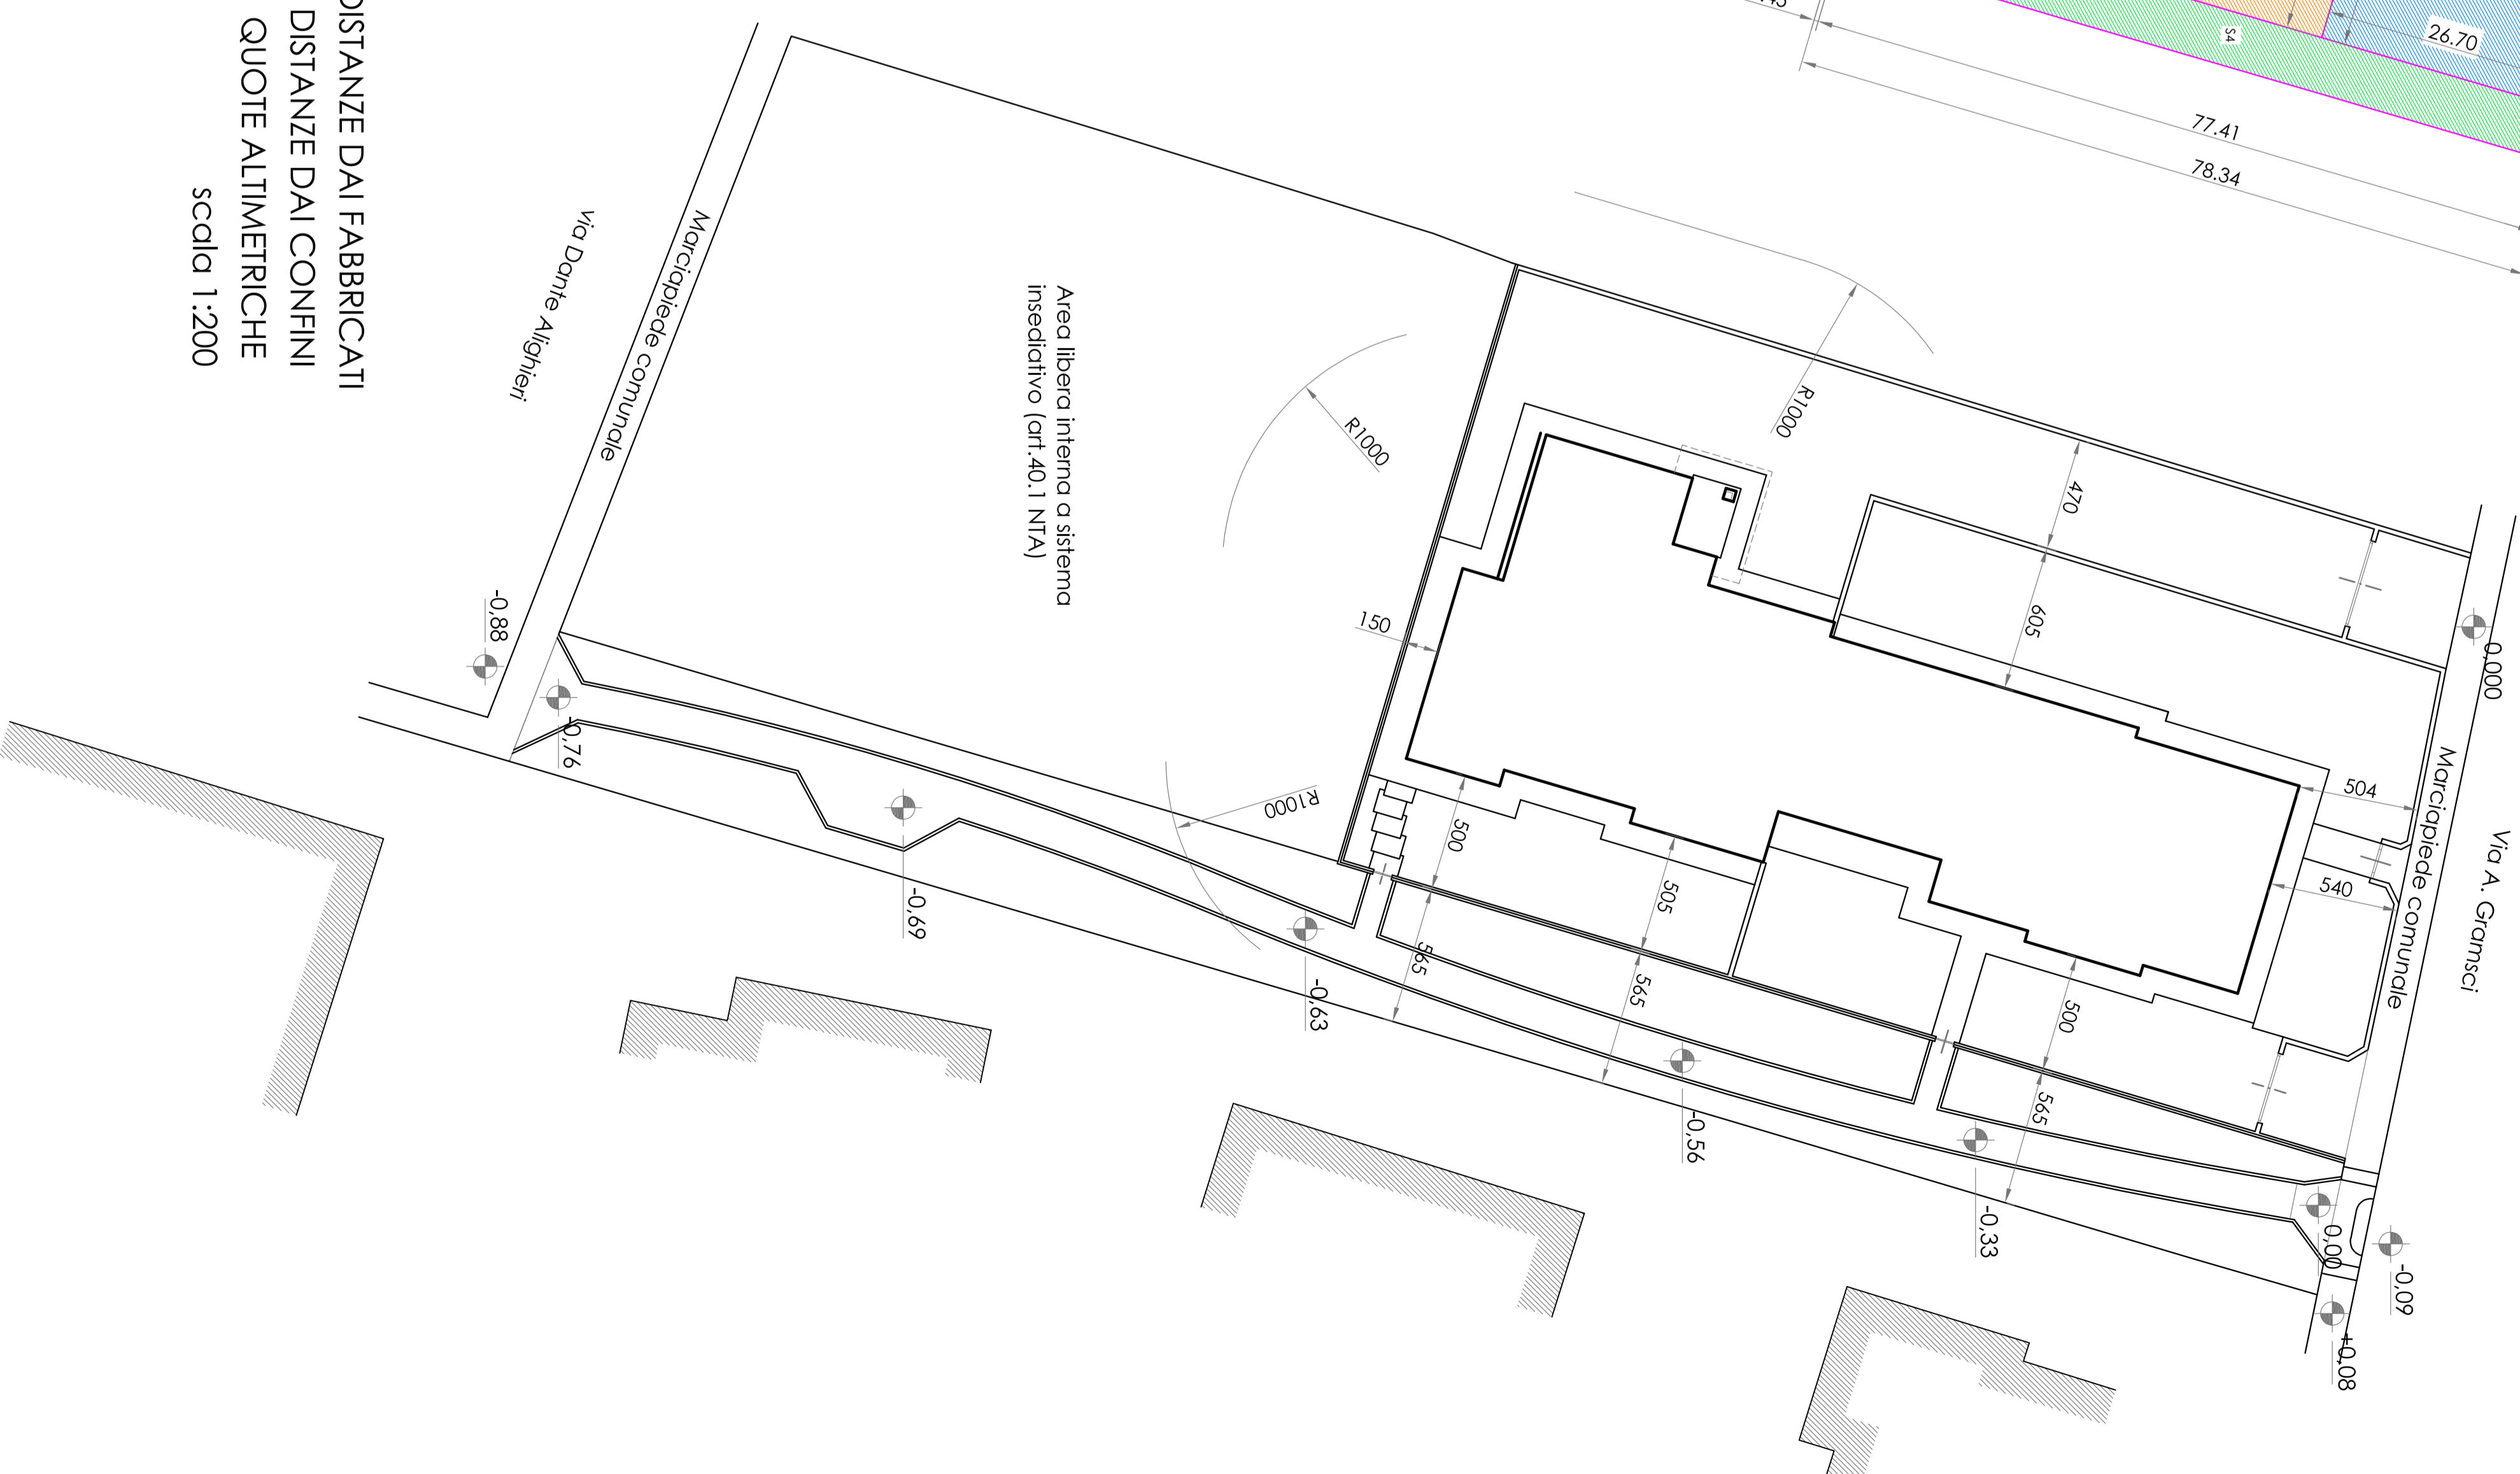 DISTANZE DAI FABBRICATI
DISTANZE DAI CONFINI
QUOTE ALTIMETRICHE
scala 1:200
S4
26.70
77.41
78.34
Via Dante Alighieri
Marciapiede comunale
Area libera interna a sistema
insediativo (art.40.1 NTA)
R1000
R1000
R1000
470
605
150
504
540
500
505
500
565
565
565
Via A. Gramsci
Marciapiede comunale
0,000
-0,88
-0,76
-0,69
-0,63
-0,56
-0,33
0,00
-0,09
+0,08